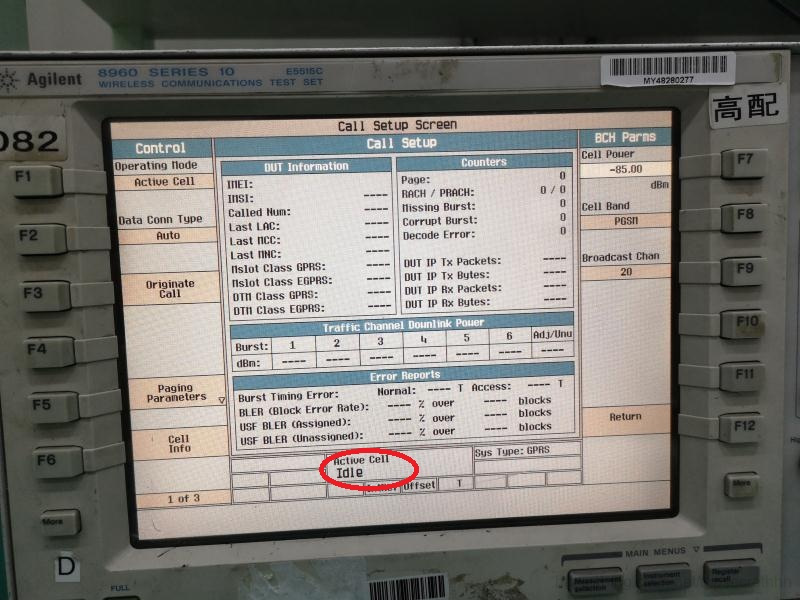 Agilent 8960 SERIES 10 E5515C
WIRELESS COMMUNICATIONS TEST SET
MY48280277
高配
082
Call Setup Screen
Control
Operating Mode
Active Cell
Data Conn Type
Auto
Originate
Call
Paging
Parameters
Cell
Info
1 of 3
Call Setup
DUT Information
IMEI:
IMSI: ----
Called Num: ----
Last LAC: ----
Last MCC: ----
Last MNC: ----
Mslot Class GPRS: ----
Mslot Class EGPRS: ----
DTM Class GPRS: ----
DTM Class EGPRS: ----
Counters
Page: 0
RACH / PRACH: 0 / 0
Missing Burst: 0
Corrupt Burst: 0
Decode Error: 0
DUT IP Tx Packets: ----
DUT IP Tx Bytes: ----
DUT IP Rx Packets: ----
DUT IP Rx Bytes: ----
Traffic Channel Downlink Power
Burst: 1 2 3 4 5 6 Adj/Unu
dBm: ---- ---- ---- ---- ---- ---- ----
Error Reports
Burst Timing Error: Normal: ---- T Access: ---- T
BLER (Block Error Rate): ---- % over ---- blocks
USF BLER (Assigned): ---- % over ---- blocks
USF BLER (Unassigned): ---- % over ---- blocks
Active Cell
Idle
Sys Type: GPRS
Offset T
BCH Parms
Cell Power
-85.00
dBm
Cell Band
PGSM
Broadcast Chan
20
Return
F1
F2
F3
F4
F5
F6
More
F7
F8
F9
F10
F11
F12
More
D
FULL
MAIN MENUS
Measurement
selection
Instrument
selection
Register
recall